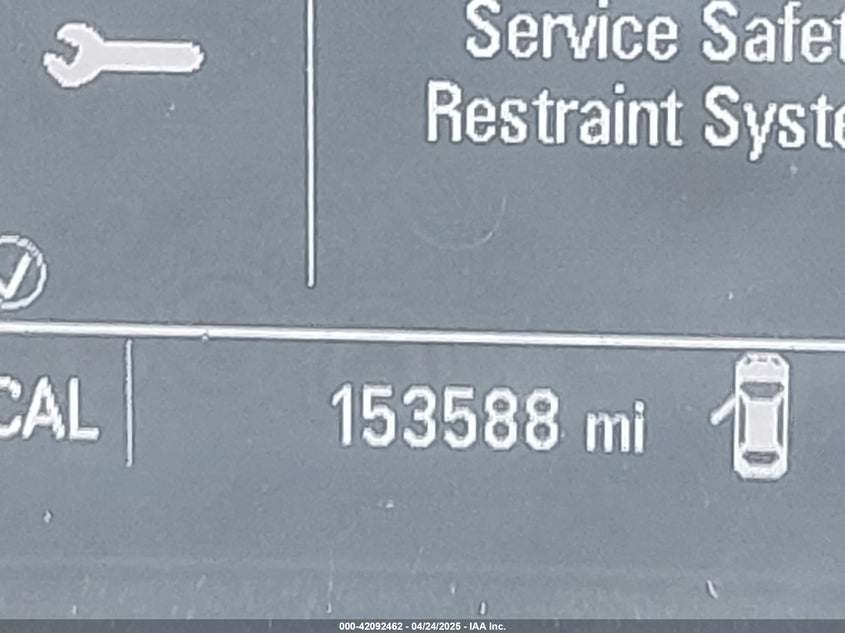 Service Safet
Restraint Syste
CAL
153588 mi
000-42092462 - 04/24/2025 - IAA Inc.